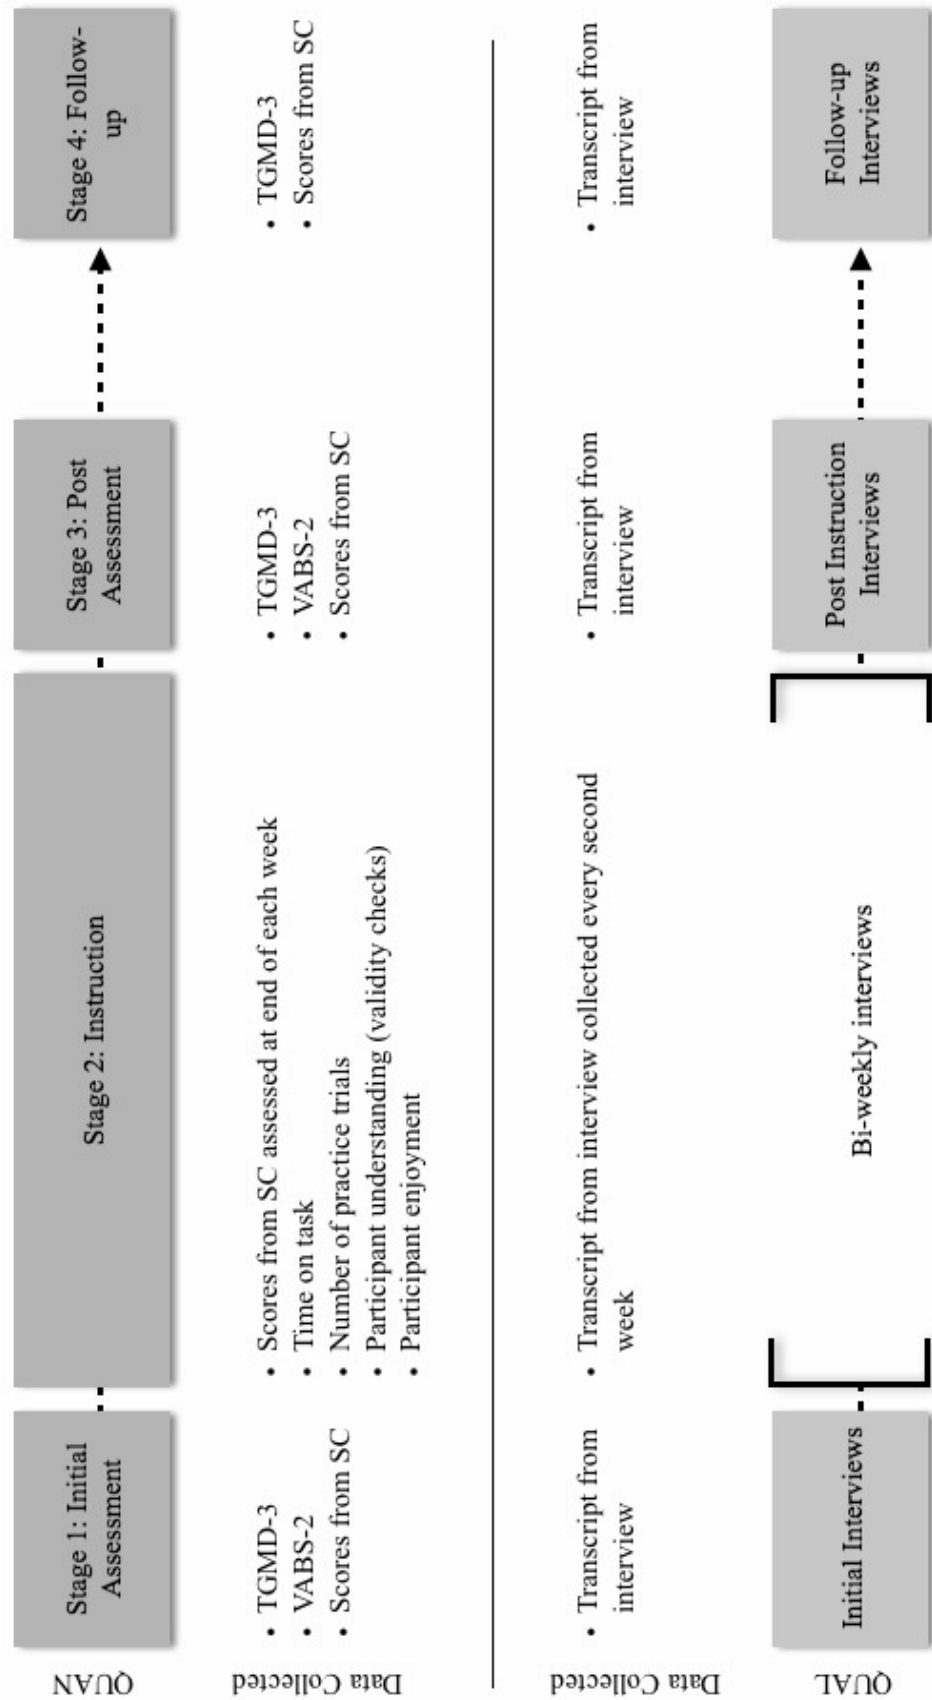 QUAN
Stage 1: Initial
Assessment
Stage 2: Instruction
Stage 3: Post
Assessment
Stage 4: Follow-
up
Data Collected
• TGMD-3
• VABS-2
• Scores from SC
• Scores from SC assessed at end of each week
• Time on task
• Number of practice trials
• Participant understanding (validity checks)
• Participant enjoyment
• TGMD-3
• VABS-2
• Scores from SC
• TGMD-3
• Scores from SC
Data Collected
• Transcript from
interview
• Transcript from interview collected every second
week
• Transcript from
interview
• Transcript from
interview
QUAL
Initial Interviews
Bi-weekly interviews
Post Instruction
Interviews
Follow-up
Interviews